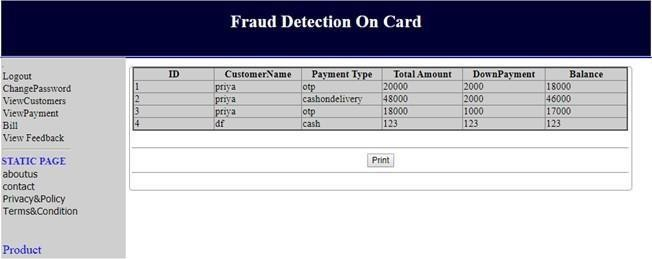 Fraud Detection On Card
Logout
ChangePassword
ViewCustomers
ViewPayment
Bill
View Feedback
STATIC PAGE
aboutus
contact
Privacy&Policy
Terms&Condition
Product
ID CustomerName Payment Type Total Amount DownPayment Balance
1 priya otp 20000 2000 18000
2 priya cashondelivery 48000 2000 46000
3 priya otp 18000 1000 17000
4 df cash 123 123 123
Print